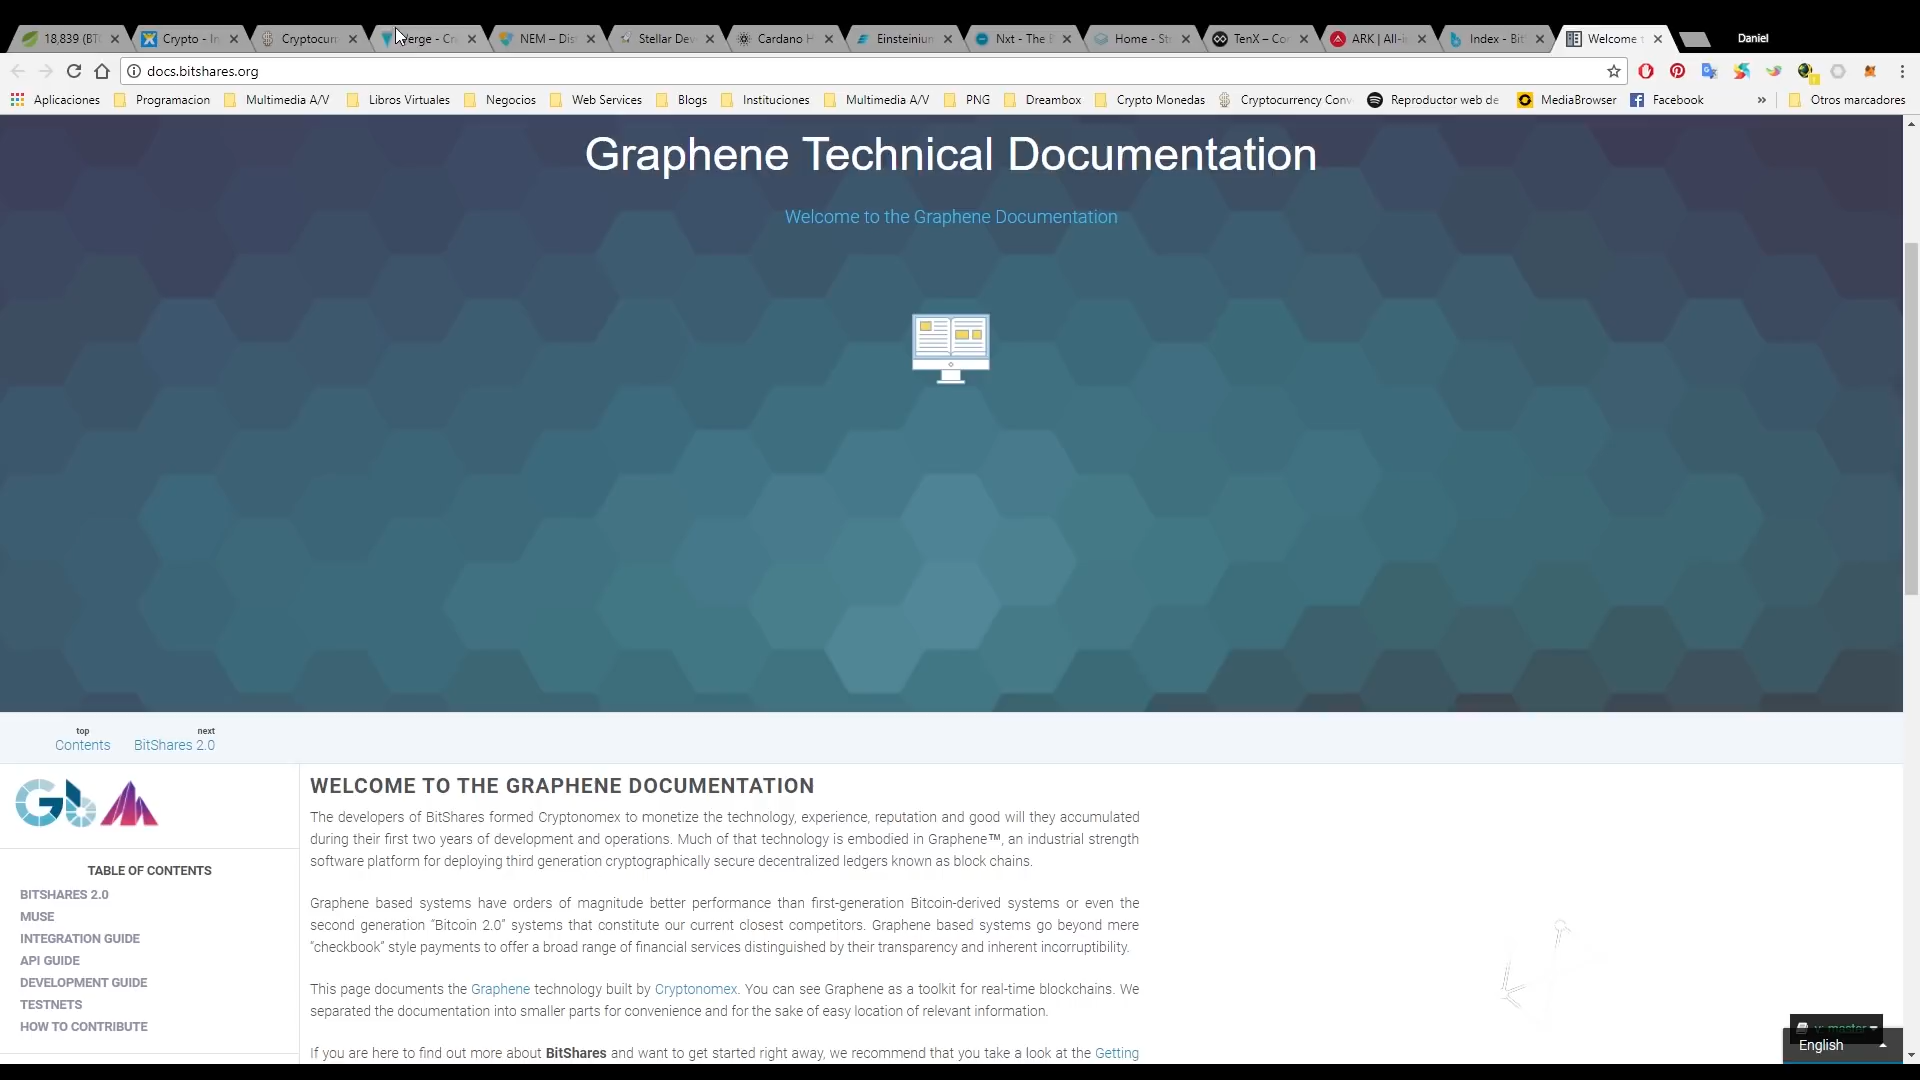 18,839 (BT
Crypto - In
Cryptocurr
Verge - Cr
NEM – Dis
Stellar Dev
Cardano H
Einsteiniun
Nxt - The B
Home - St
TenX – Co
ARK | All-i
Index - Bit
Welcome t
Daniel
docs.bitshares.org
Aplicaciones
Programacion
Multimedia A/V
Libros Virtuales
Negocios
Web Services
Blogs
Instituciones
Multimedia A/V
PNG
Dreambox
Crypto Monedas
Cryptocurrency Conv
Reproductor web de
MediaBrowser
Facebook
»
Otros marcadores
Graphene Technical Documentation
Welcome to the Graphene Documentation
top
Contents
next
BitShares 2.0
TABLE OF CONTENTS
BITSHARES 2.0
MUSE
INTEGRATION GUIDE
API GUIDE
DEVELOPMENT GUIDE
TESTNETS
HOW TO CONTRIBUTE
WELCOME TO THE GRAPHENE DOCUMENTATION
The developers of BitShares formed Cryptonomex to monetize the technology, experience, reputation and good will they accumulated
during their first two years of development and operations. Much of that technology is embodied in Graphene™, an industrial strength
software platform for deploying third generation cryptographically secure decentralized ledgers known as block chains.
Graphene based systems have orders of magnitude better performance than first-generation Bitcoin-derived systems or even the
second generation “Bitcoin 2.0” systems that constitute our current closest competitors. Graphene based systems go beyond mere
“checkbook” style payments to offer a broad range of financial services distinguished by their transparency and inherent incorruptibility.
This page documents the Graphene technology built by Cryptonomex. You can see Graphene as a toolkit for real-time blockchains. We
separated the documentation into smaller parts for convenience and for the sake of easy location of relevant information.
If you are here to find out more about BitShares and want to get started right away, we recommend that you take a look at the Getting
v: master
English